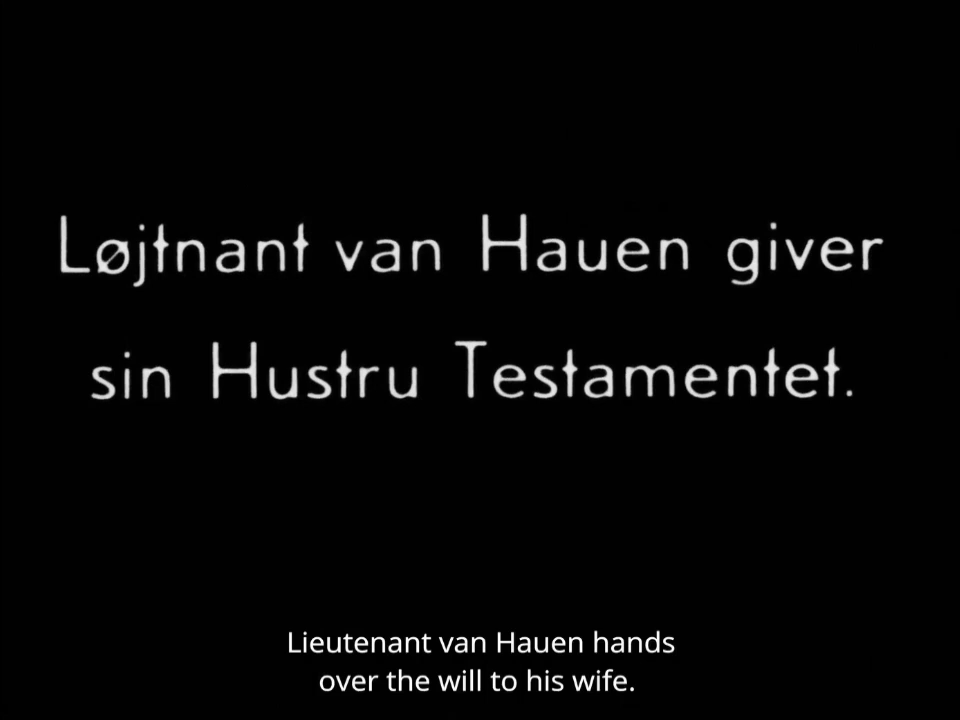 Løjtnant van Hauen giver
sin Hustru Testamentet.
Lieutenant van Hauen hands
over the will to his wife.